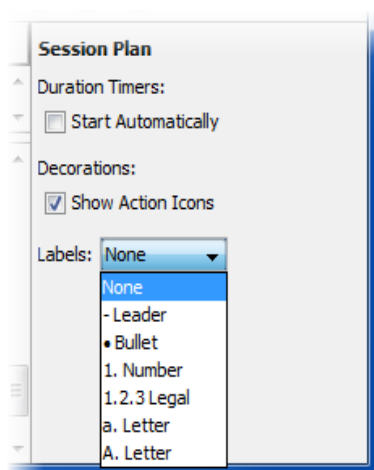 Session Plan
Duration Timers:
Start Automatically
Decorations:
Show Action Icons
Labels: None
None
- Leader
• Bullet
1. Number
1.2.3 Legal
a. Letter
A. Letter